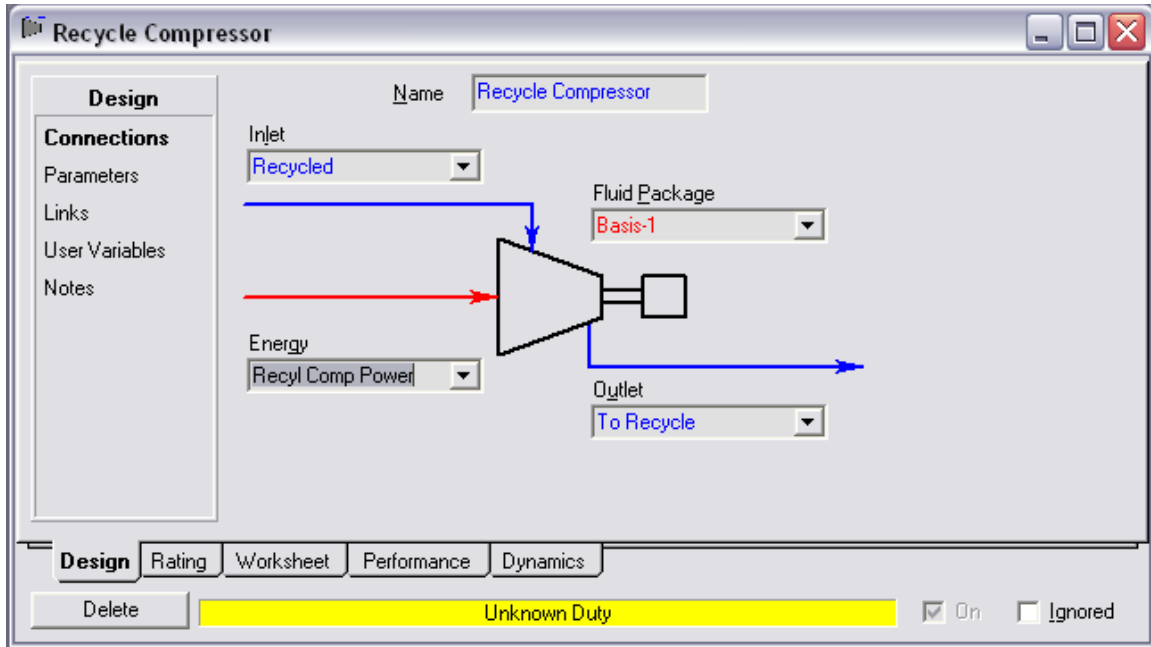 Recycle Compressor
Design
Connections
Parameters
Links
User Variables
Notes
Name Recycle Compressor
Inlet
Recycled
Fluid Package
Basis-1
Energy
Recyl Comp Power
Outlet
To Recycle
Design Rating Worksheet Performance Dynamics
Delete Unknown Duty On Ignored